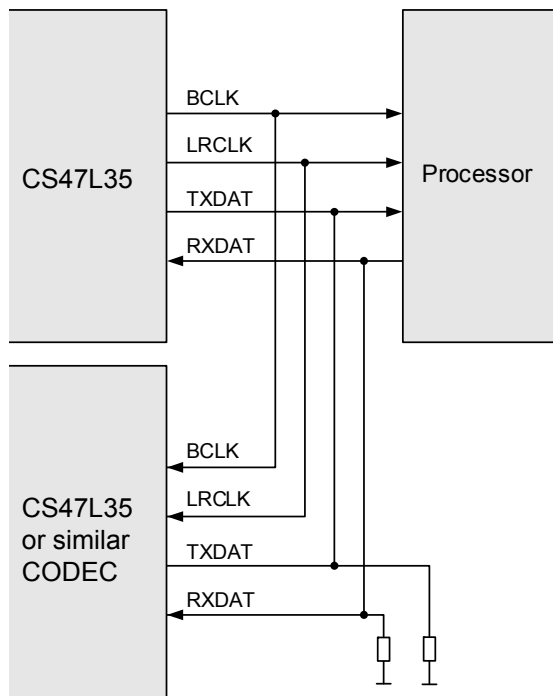 BCLK
LRCLK
CS47L35
Processor
TXDAT
RXDAT
BCLK
LRCLK
CS47L35
or similar
CODEC
TXDAT
RXDAT